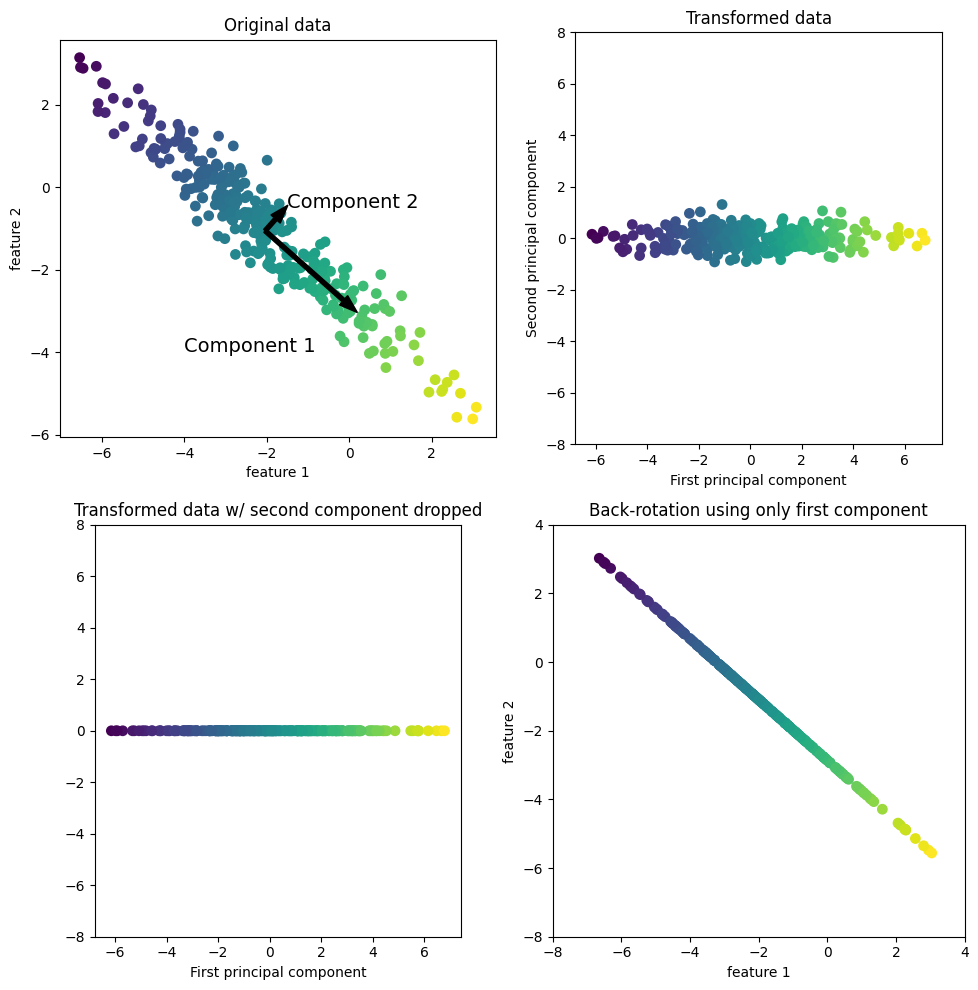 Original data
2
0
−2
−4
−6
feature 2
Component 2
Component 1
−6 −4 −2 0 2
feature 1
Transformed data
8
6
4
2
0
−2
−4
−6
−8
Second principal component
−6 −4 −2 0 2 4 6
First principal component
Transformed data w/ second component dropped
8
6
4
2
0
−2
−4
−6
−8
−6 −4 −2 0 2 4 6
First principal component
Back-rotation using only first component
4
2
0
−2
−4
−6
−8
feature 2
−8 −6 −4 −2 0 2 4
feature 1